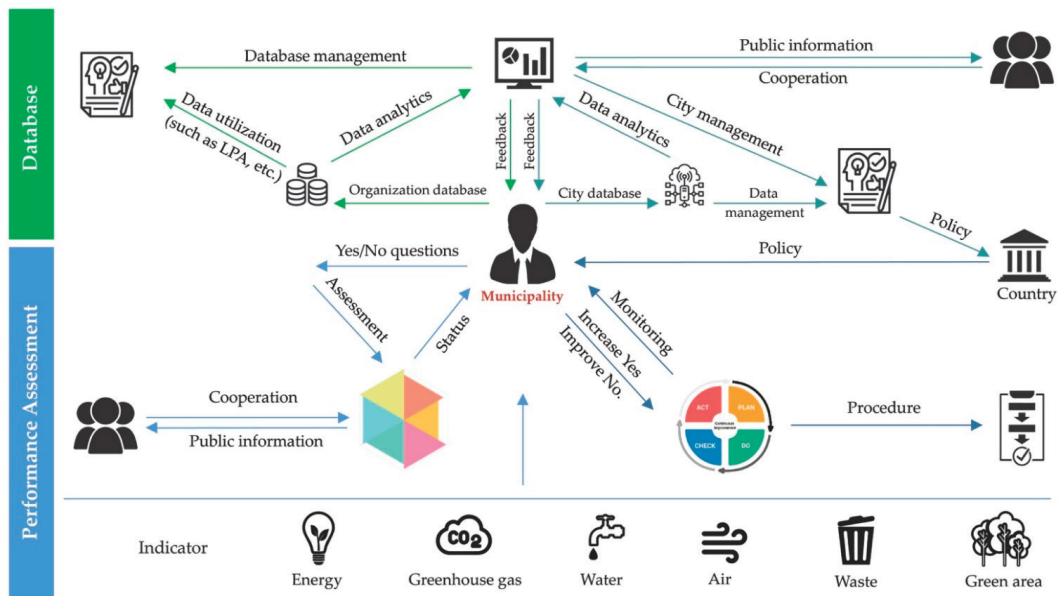 Database
Database management
Public information
Cooperation
Data utilization
(such as LPA, etc.)
Data analytics
Feedback
Feedback
Data analytics
City management
Organization database
City database
Data
management
Policy
Country
Performance Assessment
Yes/No questions
Municipality
Policy
Assessment
Status
Monitoring
Increase Yes
Improve No.
Cooperation
Public information
ACT
PLAN
Continuous
Improvement
CHECK
DO
Procedure
Indicator
Energy
CO2
Greenhouse gas
Water
Air
Waste
Green area